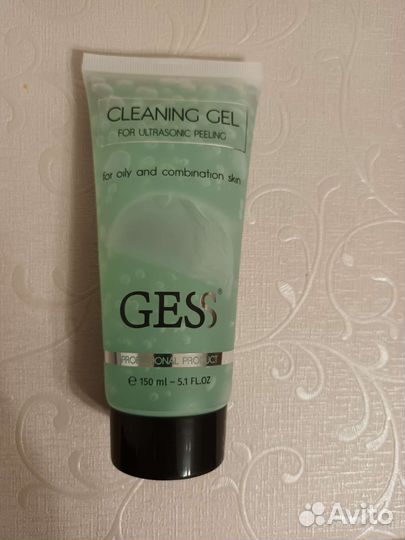 CLEANING GEL
FOR ULTRASONIC PEELING
for oily and combination skin
GESS®
PROFESSIONAL PRODUCT
℮ 150 ml – 5.1 FL.OZ
Avito